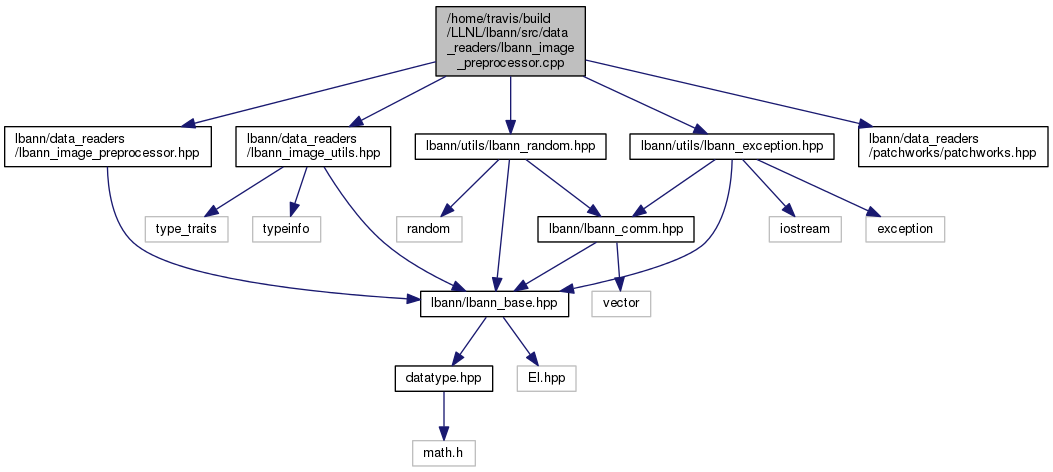 /home/travis/build
/LLNL/lbann/src/data
_readers/lbann_image
_preprocessor.cpp
lbann/data_readers
/lbann_image_preprocessor.hpp
lbann/data_readers
/lbann_image_utils.hpp
lbann/utils/lbann_random.hpp
lbann/utils/lbann_exception.hpp
lbann/data_readers
/patchworks/patchworks.hpp
type_traits
typeinfo
random
lbann/lbann_comm.hpp
iostream
exception
lbann/lbann_base.hpp
vector
datatype.hpp
El.hpp
math.h